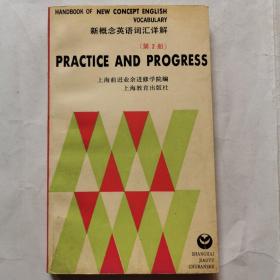 HANDBOOK OF NEW CONCEPT ENGLISH
VOCABULARY
新概念英语词汇详解
(第2册)
PRACTICE AND PROGRESS
上海前进业余进修学院编
上海教育出版社
SHANGHAI
JIAOYU
CHUBANSHE